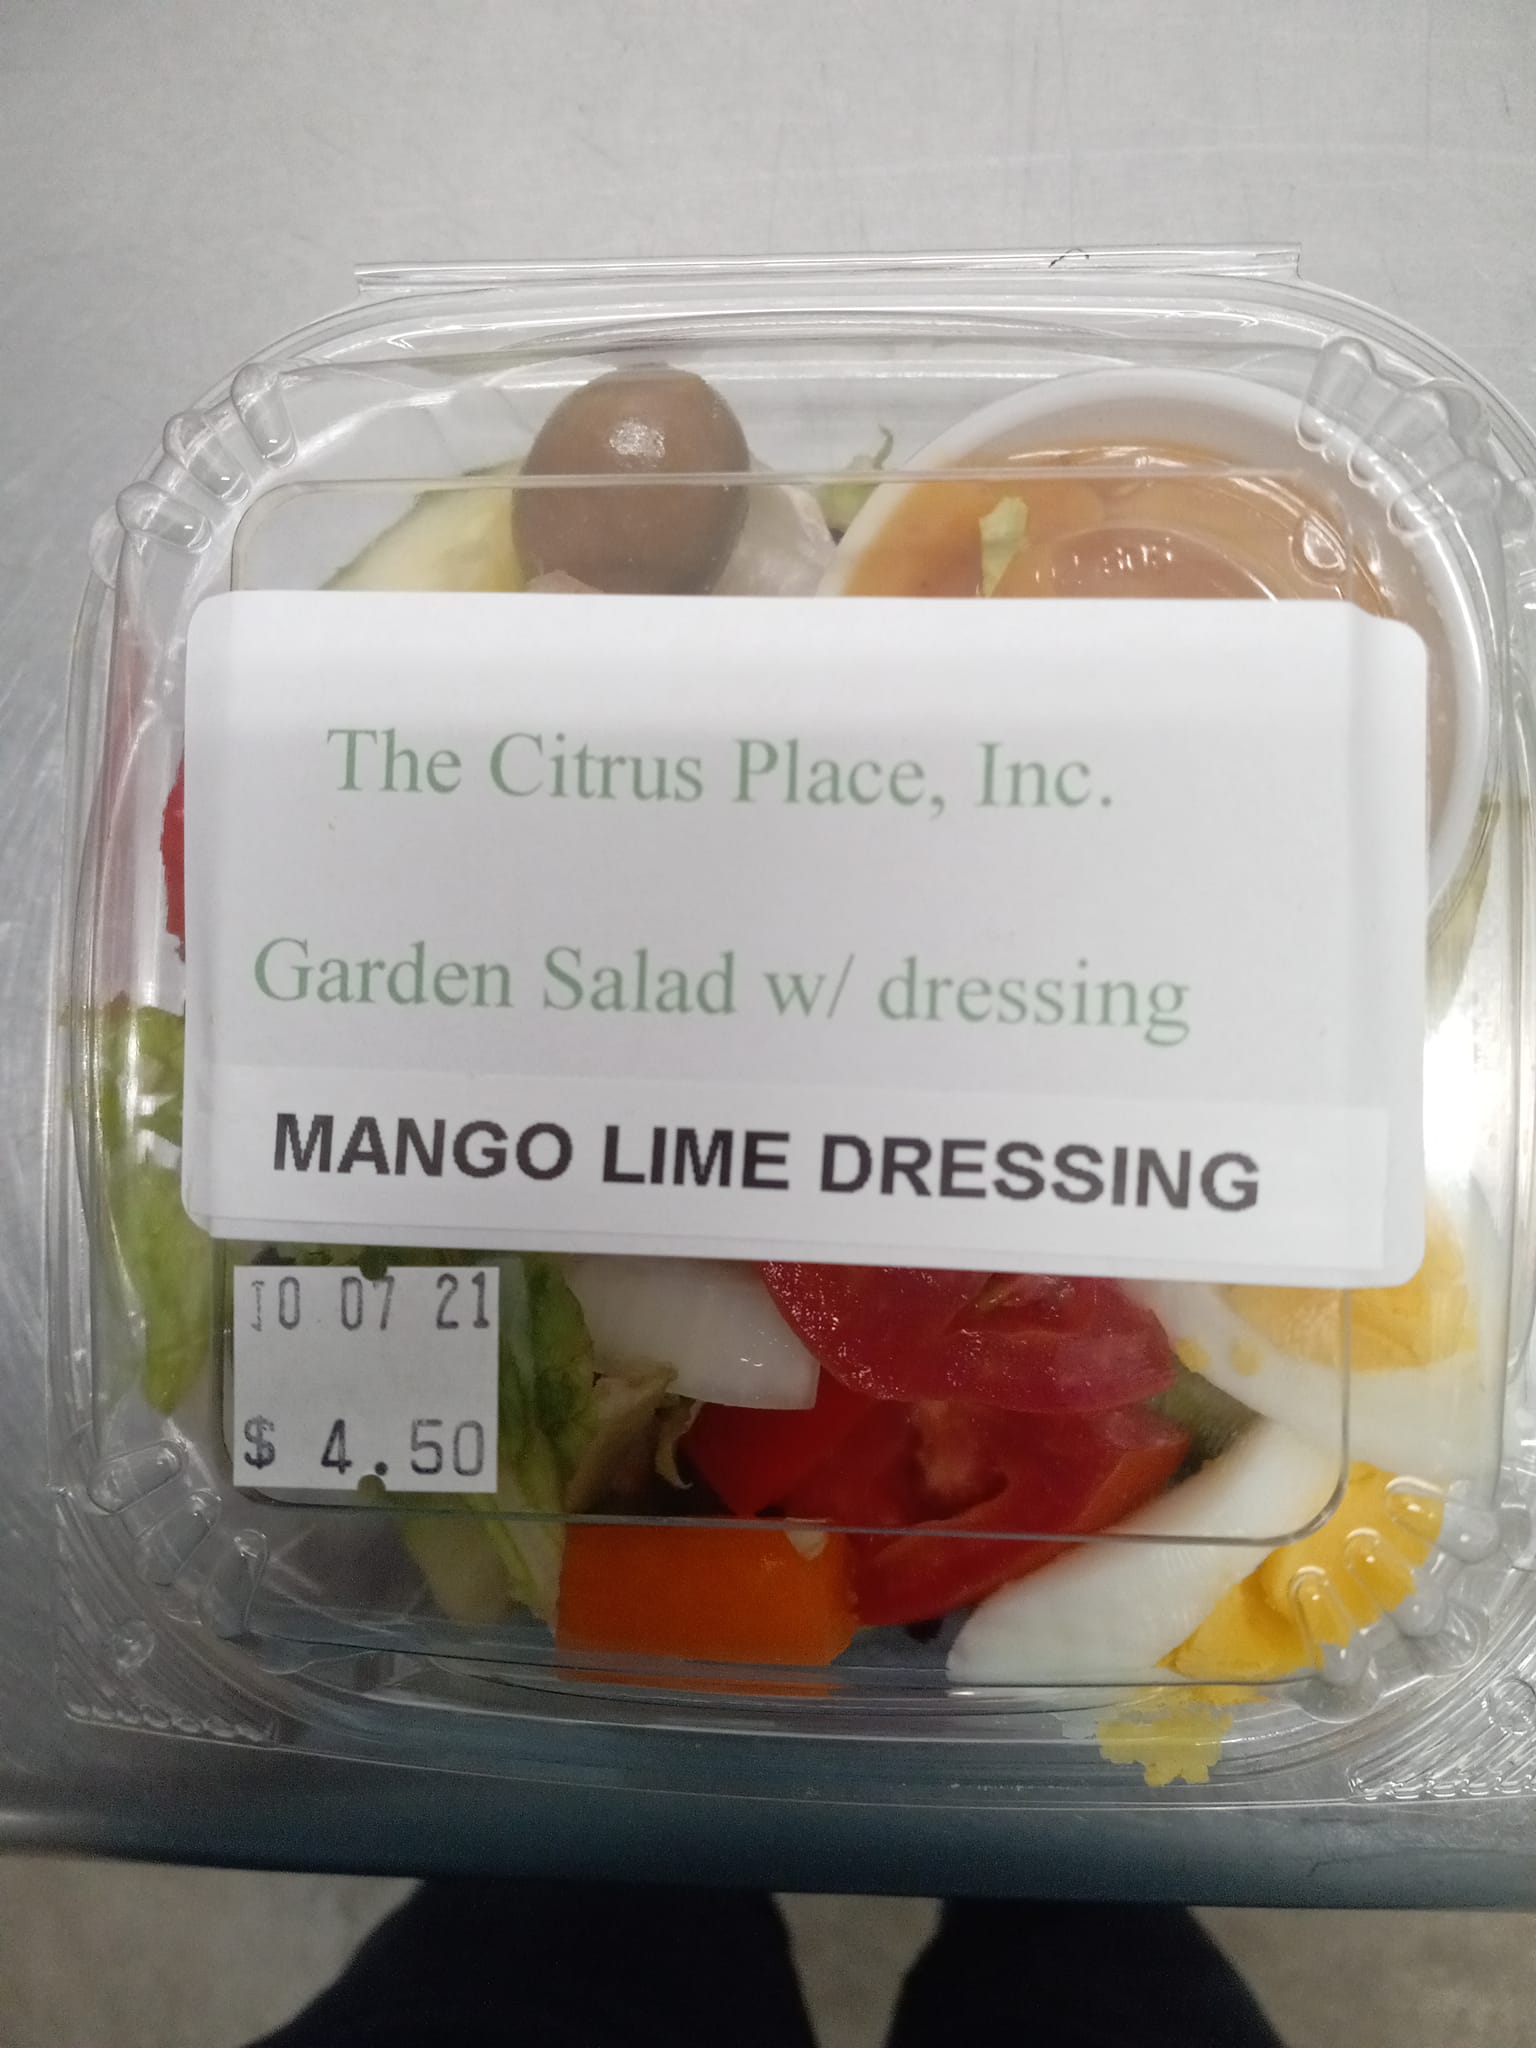 The Citrus Place, Inc.
Garden Salad w/ dressing
MANGO LIME DRESSING
10 07 21
$ 4.50